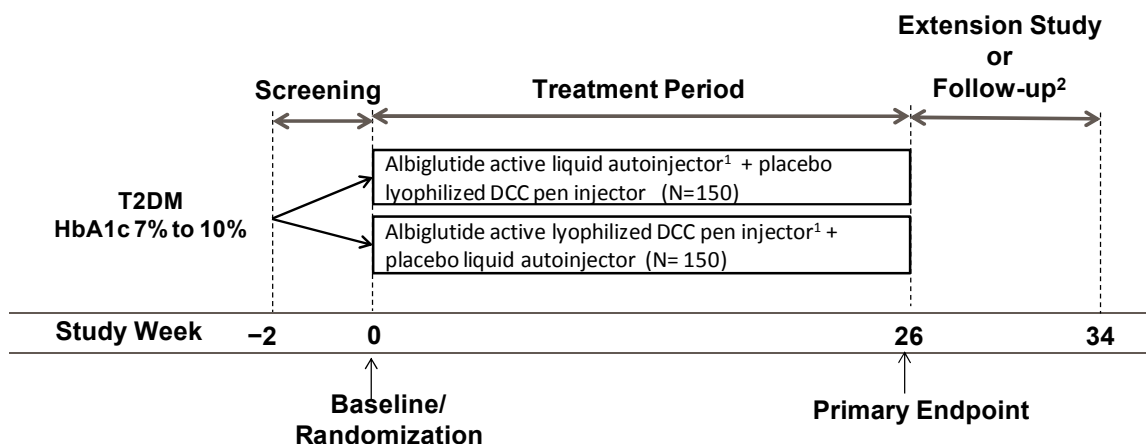 Extension Study
or
Follow-up²
Screening
Treatment Period
T2DM
HbA1c 7% to 10%
Albiglutide active liquid autoinjector¹ + placebo
lyophilized DCC pen injector (N=150)
Albiglutide active lyophilized DCC pen injector¹ +
placebo liquid autoinjector (N= 150)
Study Week −2 0 26 34
Baseline/
Randomization
Primary Endpoint